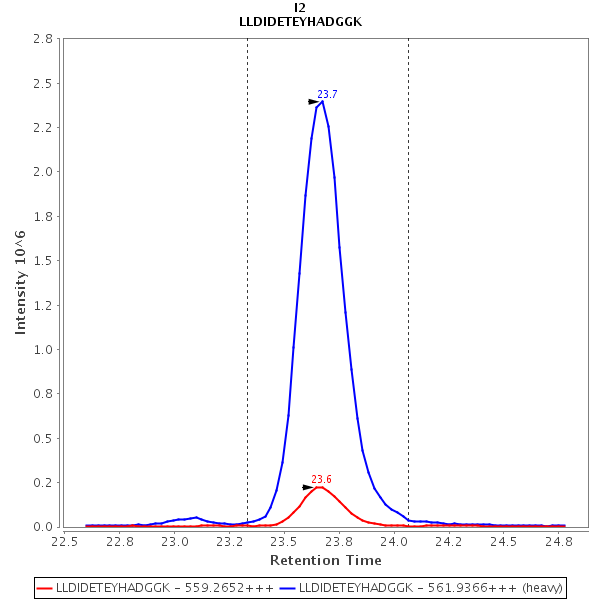 I2
LLDIDETEYHADGGK
2.8
2.5
2.2
2.0
1.8
1.5
1.2
1.0
0.8
0.5
0.2
0.0
Intensity 10^6
23.7
23.6
22.5 22.8 23.0 23.2 23.5 23.8 24.0 24.2 24.5 24.8
Retention Time
LLDIDETEYHADGGK - 559.2652+++ LLDIDETEYHADGGK - 561.9366+++ (heavy)